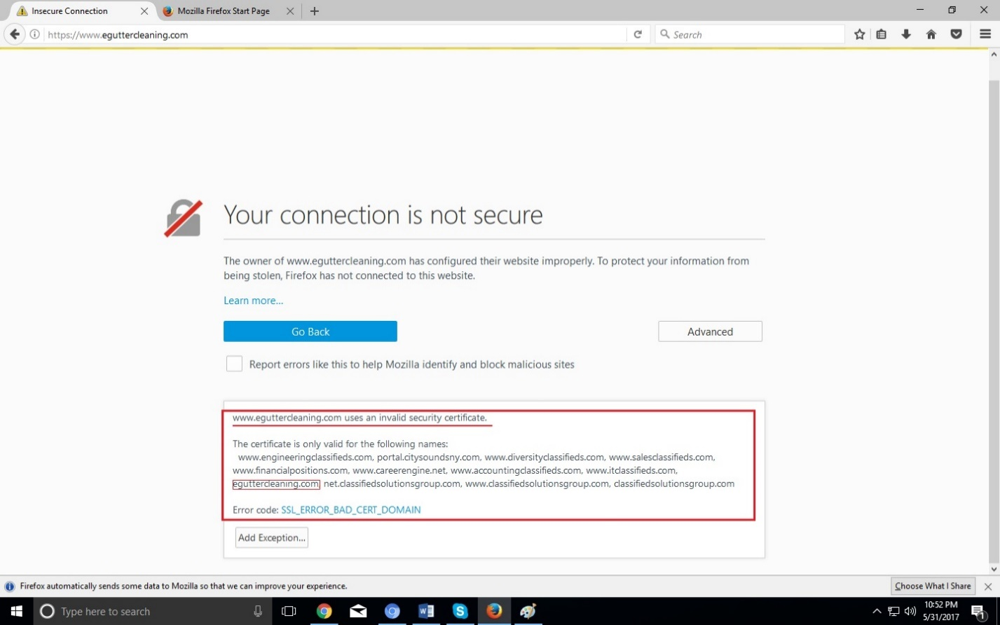 Insecure Connection
Mozilla Firefox Start Page
https://www.eguttercleaning.com
Search
Your connection is not secure
The owner of www.eguttercleaning.com has configured their website improperly. To protect your information from
being stolen, Firefox has not connected to this website.
Learn more...
Go Back
Advanced
Report errors like this to help Mozilla identify and block malicious sites
www.eguttercleaning.com uses an invalid security certificate.
The certificate is only valid for the following names:
www.engineeringclassifieds.com, portal.citysoundsny.com, www.diversityclassifieds.com, www.salesclassifieds.com,
www.financialpositions.com, www.careerengine.net, www.accountingclassifieds.com, www.itclassifieds.com,
eguttercleaning.com, net.classifiedsolutionsgroup.com, www.classifiedsolutionsgroup.com, classifiedsolutionsgroup.com
Error code: SSL_ERROR_BAD_CERT_DOMAIN
Add Exception...
Firefox automatically sends some data to Mozilla so that we can improve your experience.
Choose What I Share
Type here to search
10:52 PM
5/31/2017
1